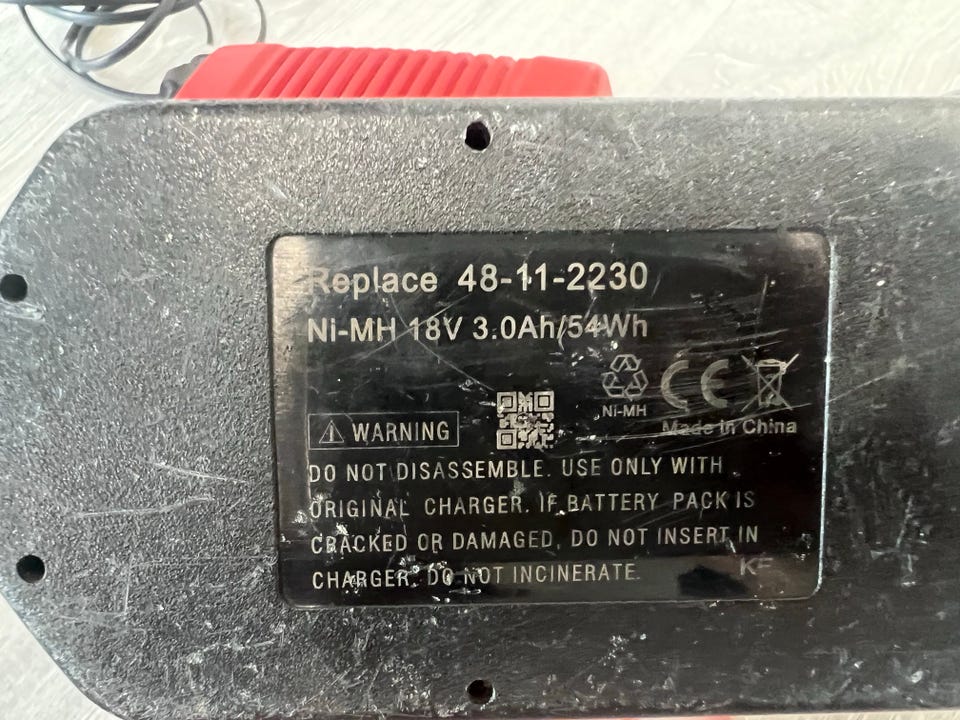 Replace 48-11-2230
Ni-MH 18V 3.0Ah/54Wh
Ni-MH
CE
Made in China
WARNING
DO NOT DISASSEMBLE. USE ONLY WITH
ORIGINAL CHARGER. IF BATTERY PACK IS
CRACKED OR DAMAGED, DO NOT INSERT IN
CHARGER. DO NOT INCINERATE.
KF